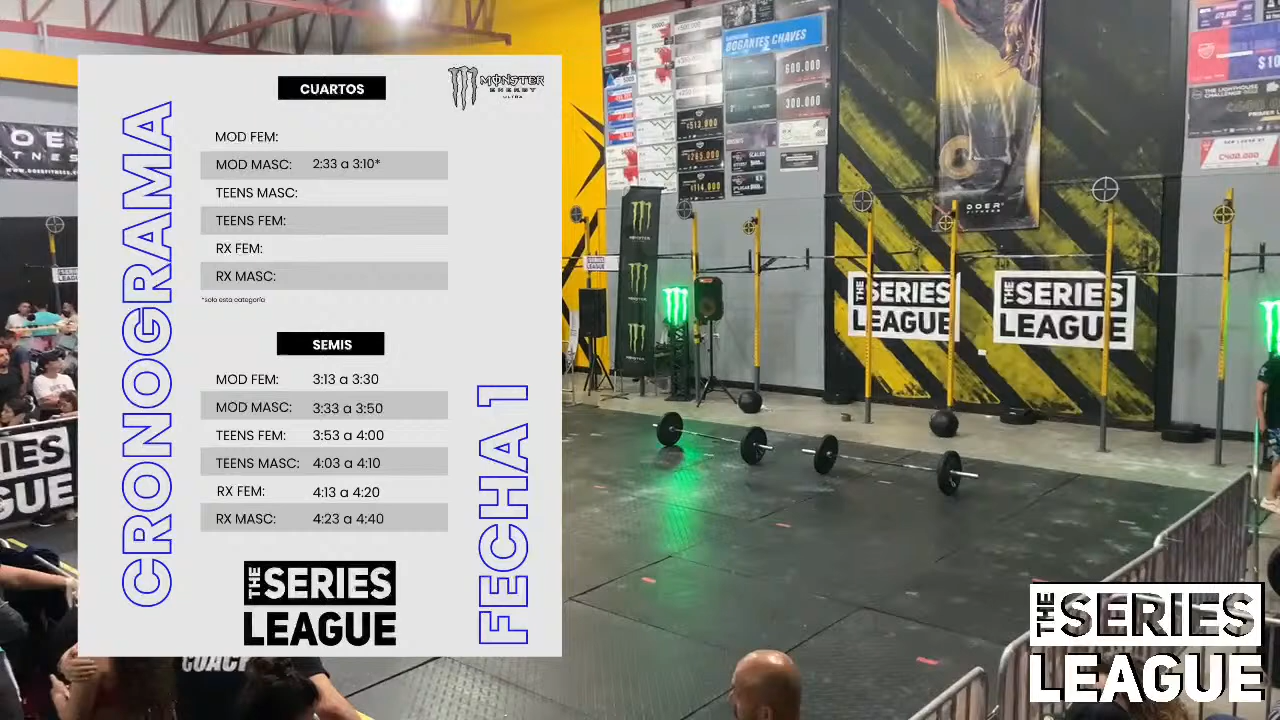 CRONOGRAMA
CUARTOS
MONSTER
ENERGY
ULTRA
MOD FEM:
MOD MASC: 2:33 a 3:10**
TEENS MASC:
TEENS FEM:
RX FEM:
RX MASC:
*solo esta categoría
SEMIS
MOD FEM: 3:13 a 3:30
MOD MASC: 3:33 a 3:50
TEENS FEM: 3:53 a 4:00
TEENS MASC: 4:03 a 4:10
RX FEM: 4:13 a 4:20
RX MASC: 4:23 a 4:40
FECHA 1
THE SERIES
LEAGUE
BOGANTES CHAVES
600.000
300.000
DOER
FITNESS
THE SERIES
LEAGUE
THE SERIES
LEAGUE
COACH
THE SERIES
LEAGUE